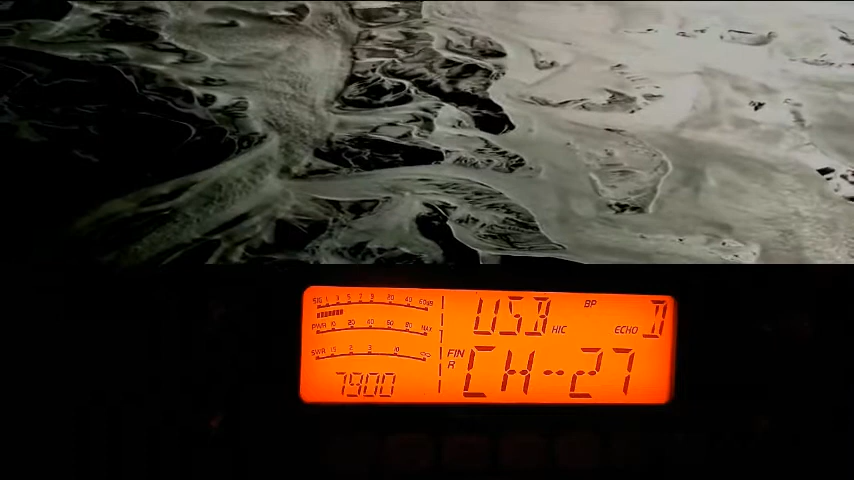 SIG 1 3 5 7 9 20 40 60dB
PWR 10 20 40 60 80 MAX
SWR 1.5 2 3 10 ∞
7900
USB HIC BP ECHO D
FIN
R
CH-27